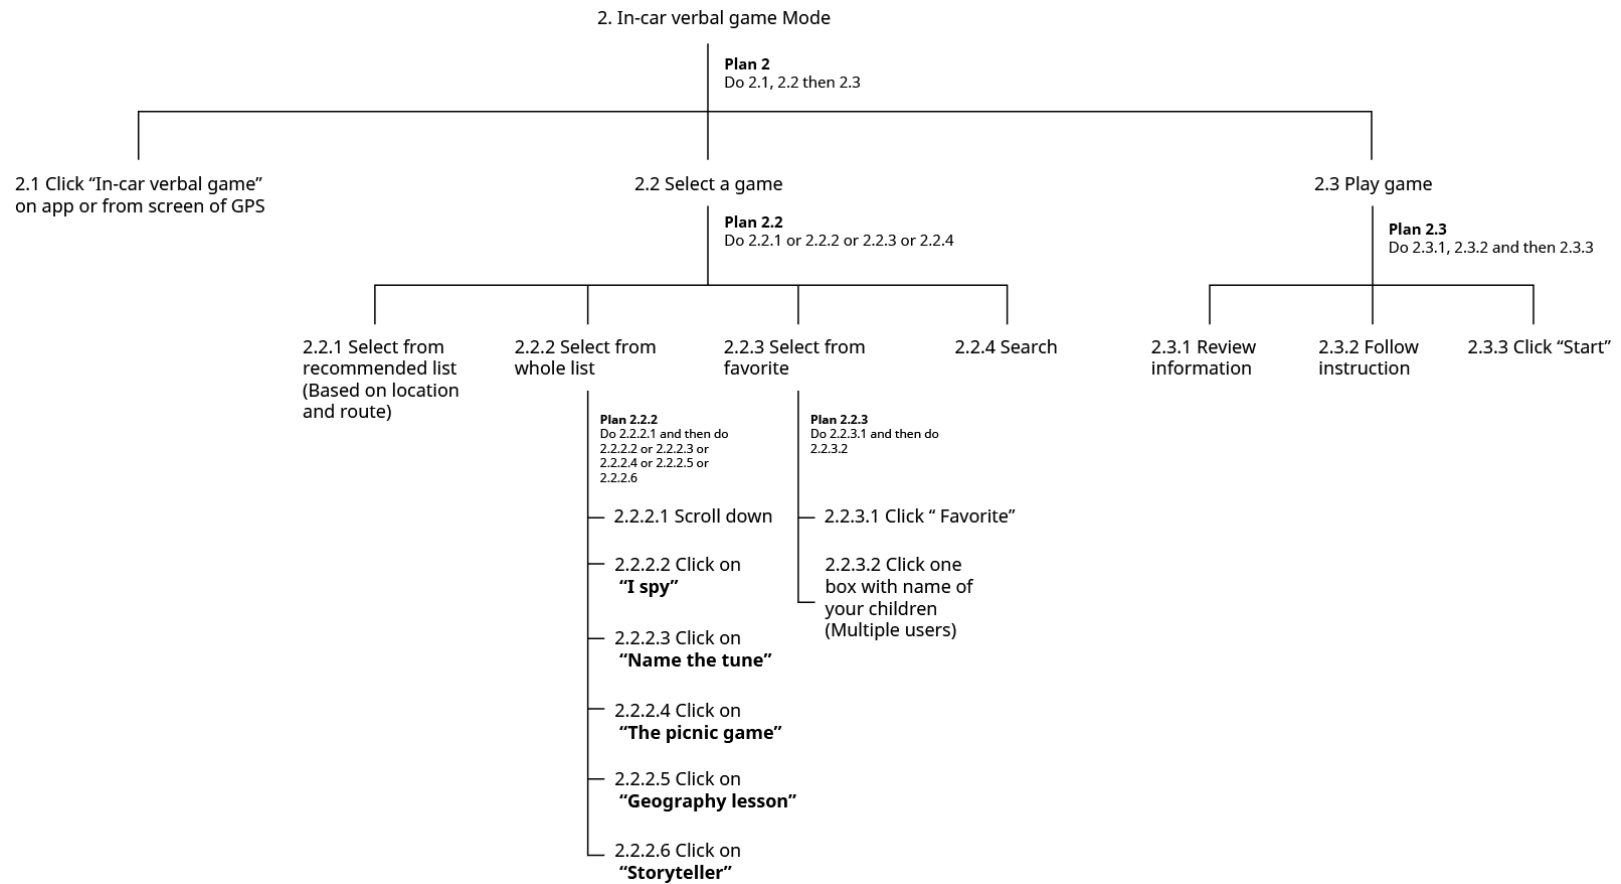 2. In-car verbal game Mode
Plan 2
Do 2.1, 2.2 then 2.3
2.1 Click “In-car verbal game”
on app or from screen of GPS
2.2 Select a game
Plan 2.2
Do 2.2.1 or 2.2.2 or 2.2.3 or 2.2.4
2.3 Play game
Plan 2.3
Do 2.3.1, 2.3.2 and then 2.3.3
2.2.1 Select from
recommended list
(Based on location
and route)
2.2.2 Select from
whole list
2.2.3 Select from
favorite
2.2.4 Search
2.3.1 Review
information
2.3.2 Follow
instruction
2.3.3 Click “Start”
Plan 2.2.2
Do 2.2.2.1 and then do
2.2.2.2 or 2.2.2.3 or
2.2.2.4 or 2.2.2.5 or
2.2.2.6
Plan 2.2.3
Do 2.2.3.1 and then do
2.2.3.2
2.2.2.1 Scroll down
2.2.2.2 Click on
“I spy”
2.2.2.3 Click on
“Name the tune”
2.2.2.4 Click on
“The picnic game”
2.2.2.5 Click on
“Geography lesson”
2.2.2.6 Click on
“Storyteller”
2.2.3.1 Click “ Favorite”
2.2.3.2 Click one
box with name of
your children
(Multiple users)